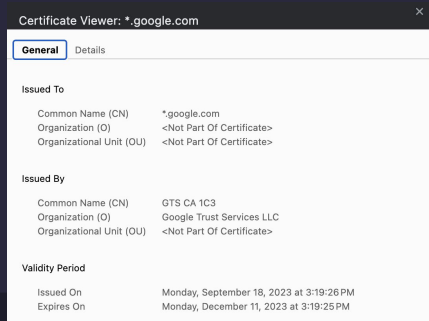 Certificate Viewer: *.google.com
General Details
Issued To
Common Name (CN) *.google.com
Organization (O) <Not Part Of Certificate>
Organizational Unit (OU) <Not Part Of Certificate>
Issued By
Common Name (CN) GTS CA 1C3
Organization (O) Google Trust Services LLC
Organizational Unit (OU) <Not Part Of Certificate>
Validity Period
Issued On Monday, September 18, 2023 at 3:19:26 PM
Expires On Monday, December 11, 2023 at 3:19:25 PM